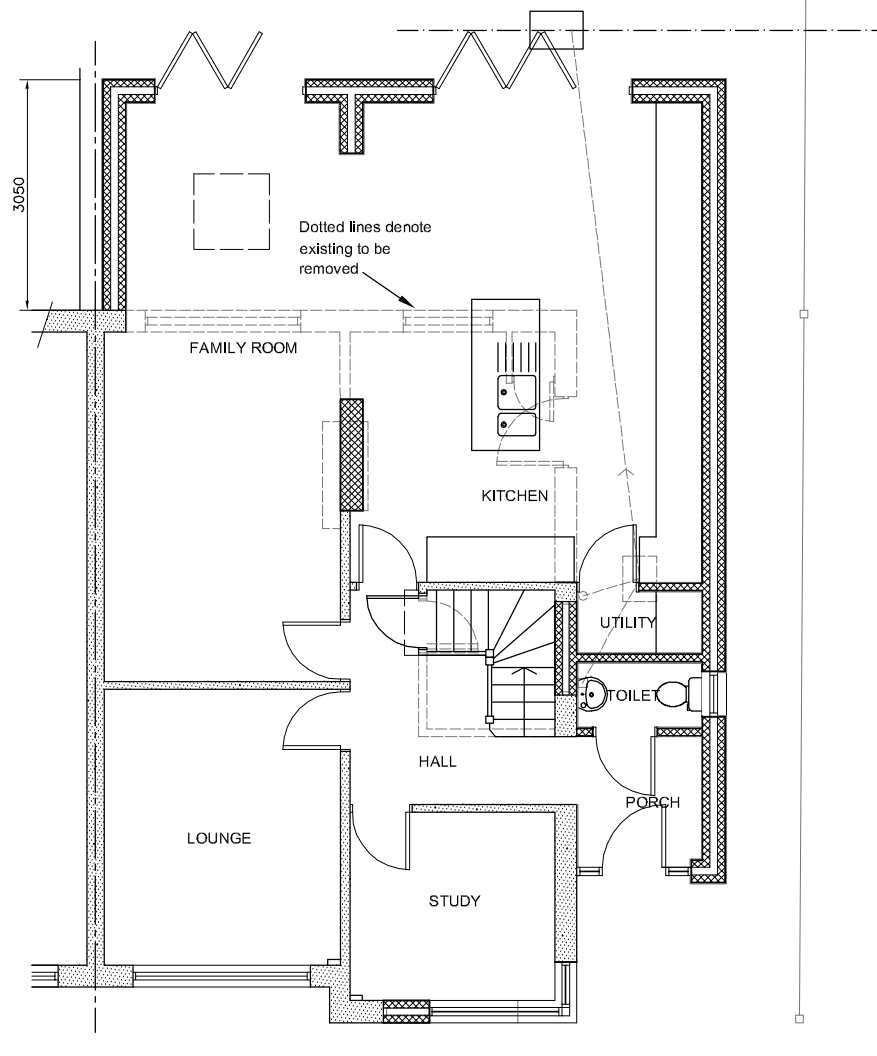 3050
Dotted lines denote
existing to be
removed
FAMILY ROOM
KITCHEN
UTILITY
TOILET
HALL
PORCH
LOUNGE
STUDY